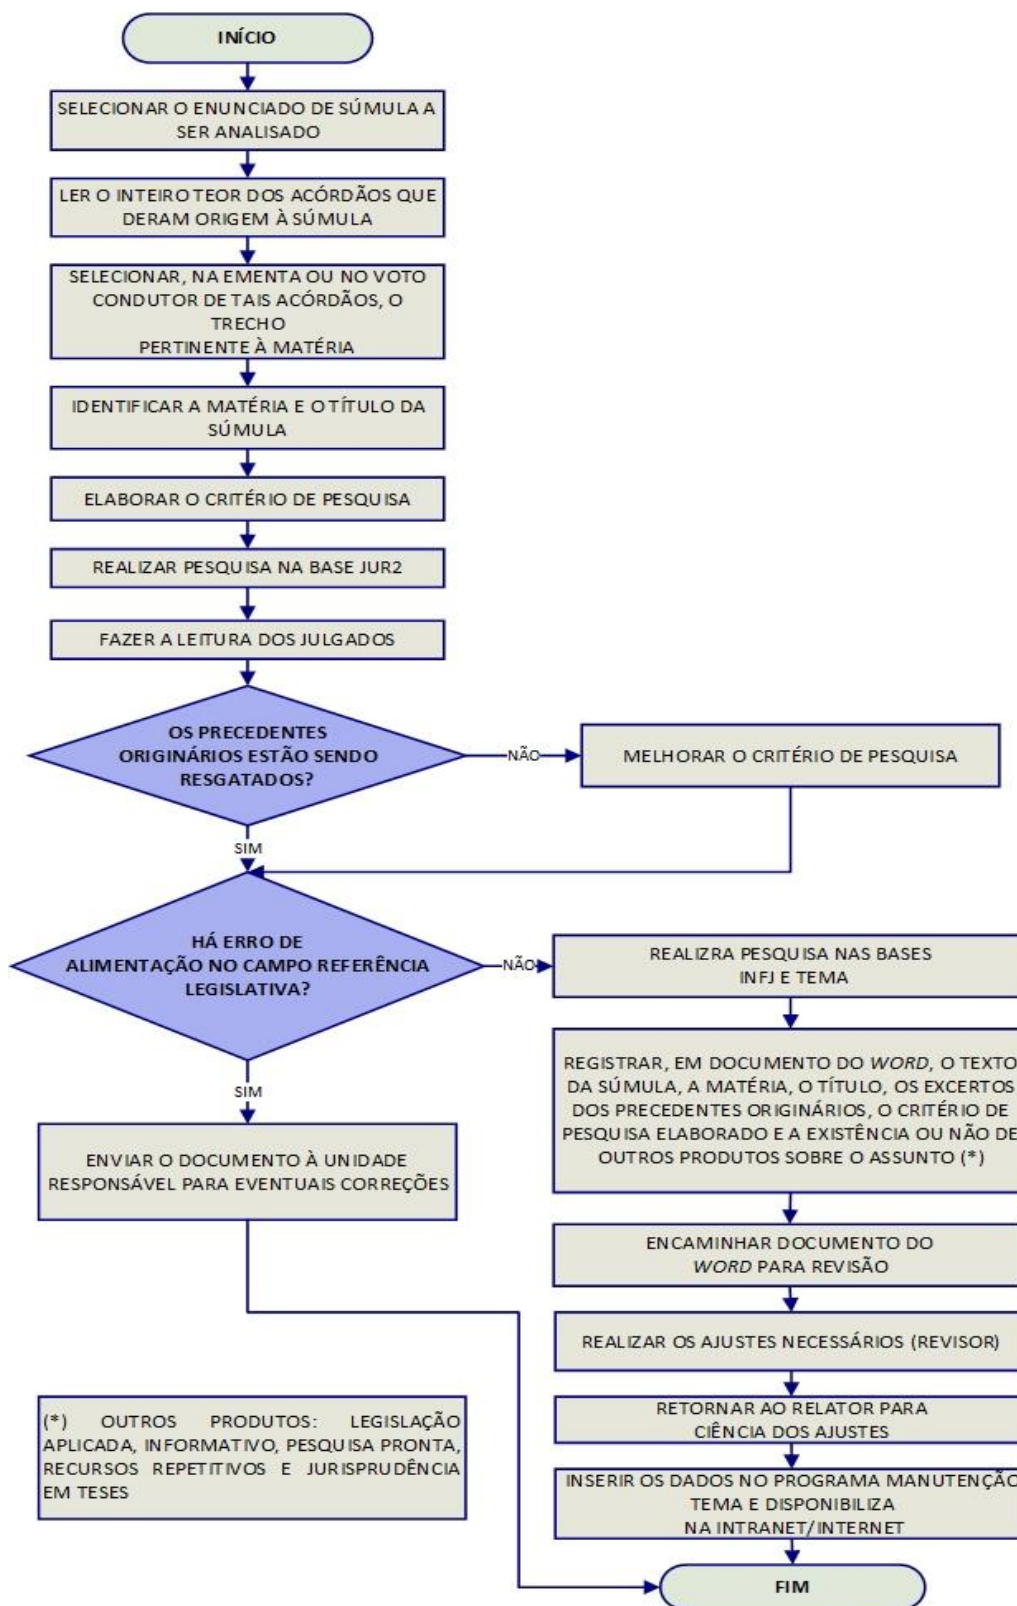 INÍCIO
SELECIONAR O ENUNCIADO DE SÚMULA A
SER ANALISADO
LER O INTEIRO TEOR DOS ACÓRDÃOS QUE
DERAM ORIGEM À SÚMULA
SELECIONAR, NA EMENTA OU NO VOTO
CONDUTOR DE TAIS ACÓRDÃOS, O
TRECHO
PERTINENTE À MATÉRIA
IDENTIFICAR A MATÉRIA E O TÍTULO DA
SÚMULA
ELABORAR O CRITÉRIO DE PESQUISA
REALIZAR PESQUISA NA BASE JUR2
FAZER A LEITURA DOS JULGADOS
OS PRECEDENTES
ORIGINÁRIOS ESTÃO SENDO
RESGATADOS?
NÃO
MELHORAR O CRITÉRIO DE PESQUISA
SIM
HÁ ERRO DE
ALIMENTAÇÃO NO CAMPO REFERÊNCIA
LEGISLATIVA?
NÃO
REALIZRA PESQUISA NAS BASES
INFJ E TEMA
REGISTRAR, EM DOCUMENTO DO WORD, O TEXTO
DA SÚMULA, A MATÉRIA, O TÍTULO, OS EXCERTOS
DOS PRECEDENTES ORIGINÁRIOS, O CRITÉRIO DE
PESQUISA ELABORADO E A EXISTÊNCIA OU NÃO DE
OUTROS PRODUTOS SOBRE O ASSUNTO (*)
SIM
ENVIAR O DOCUMENTO À UNIDADE
RESPONSÁVEL PARA EVENTUAIS CORREÇÕES
ENCAMINHAR DOCUMENTO DO
WORD PARA REVISÃO
REALIZAR OS AJUSTES NECESSÁRIOS (REVISOR)
RETORNAR AO RELATOR PARA
CIÊNCIA DOS AJUSTES
INSERIR OS DADOS NO PROGRAMA MANUTENÇÃO
TEMA E DISPONIBILIZA
NA INTRANET/INTERNET
(*) OUTROS PRODUTOS: LEGISLAÇÃO
APLICADA, INFORMATIVO, PESQUISA PRONTA,
RECURSOS REPETITIVOS E JURISPRUDÊNCIA
EM TESES
FIM